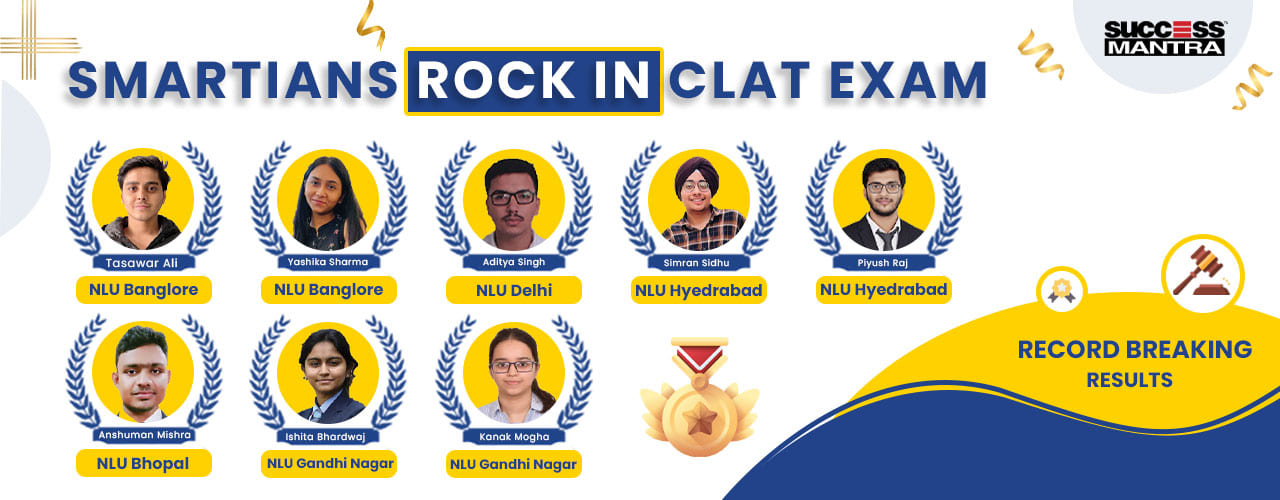 SUCCESS
MANTRA
SMARTIANS ROCK IN CLAT EXAM
Tasawar Ali
NLU Banglore
Yashika Sharma
NLU Banglore
Aditya Singh
NLU Delhi
Simran Sidhu
NLU Hyedrabad
Piyush Raj
NLU Hyedrabad
Anshuman Mishra
NLU Bhopal
Ishita Bhardwaj
NLU Gandhi Nagar
Kanak Mogha
NLU Gandhi Nagar
RECORD BREAKING
RESULTS